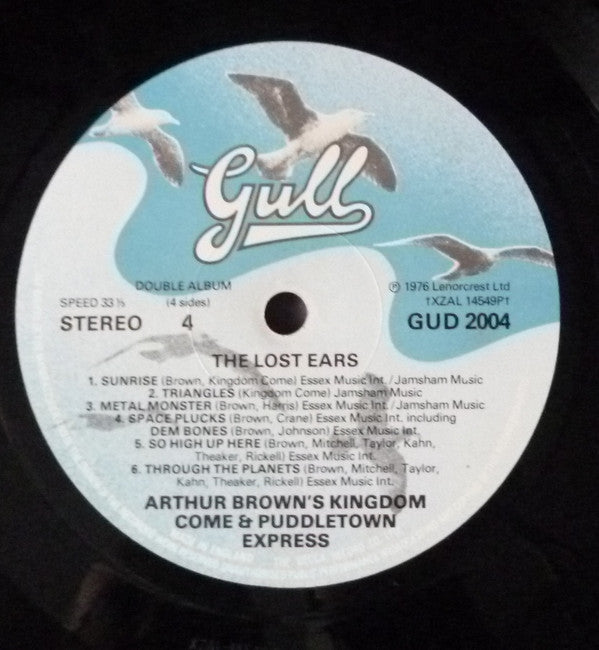 Gull
DOUBLE ALBUM
(4 sides)
SPEED 33⅓
STEREO 4
℗ 1976 Lenorcrest Ltd
1XZAL 14549P1
GUD 2004
THE LOST EARS
1. SUNRISE (Brown, Kingdom Come) Essex Music Int./Jamsham Music
2. TRIANGLES (Kingdom Come) Jamsham Music
3. METAL MONSTER (Brown, Harris) Essex Music Int./Jamsham Music
4. SPACE PLUCKS (Brown, Crane) Essex Music Int. including
DEM BONES (Brown, Johnson) Essex Music Int.
5. SO HIGH UP HERE (Brown, Mitchell, Taylor, Kahn,
Theaker, Rickell) Essex Music Int.
6. THROUGH THE PLANETS (Brown, Mitchell, Taylor,
Kahn, Theaker, Rickell) Essex Music Int.
ARTHUR BROWN'S KINGDOM
COME & PUDDLETOWN
EXPRESS